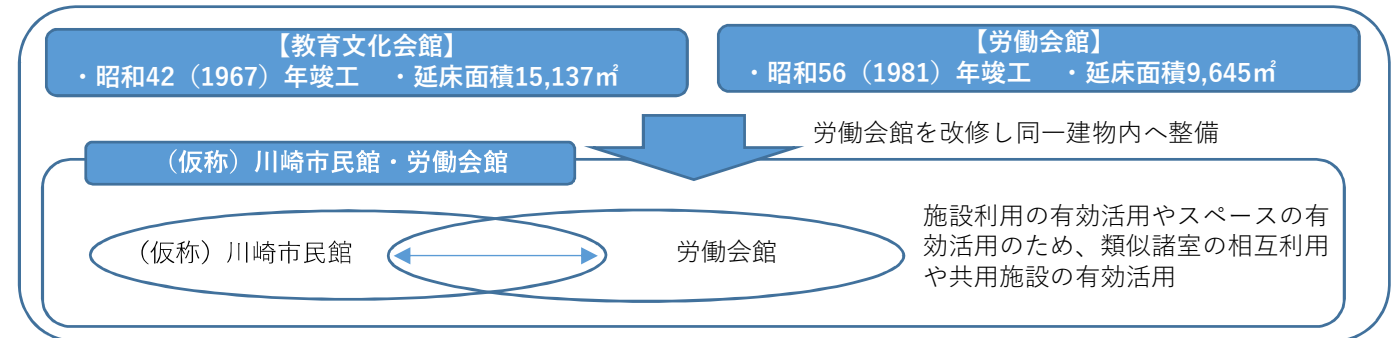 【教育文化会館】
・昭和42（1967）年竣工　・延床面積15,137㎡
【労働会館】
・昭和56（1981）年竣工　・延床面積9,645㎡
労働会館を改修し同一建物内へ整備
（仮称）川崎市民館・労働会館
（仮称）川崎市民館
労働会館
施設利用の有効活用やスペースの有
効活用のため、類似諸室の相互利用
や共用施設の有効活用